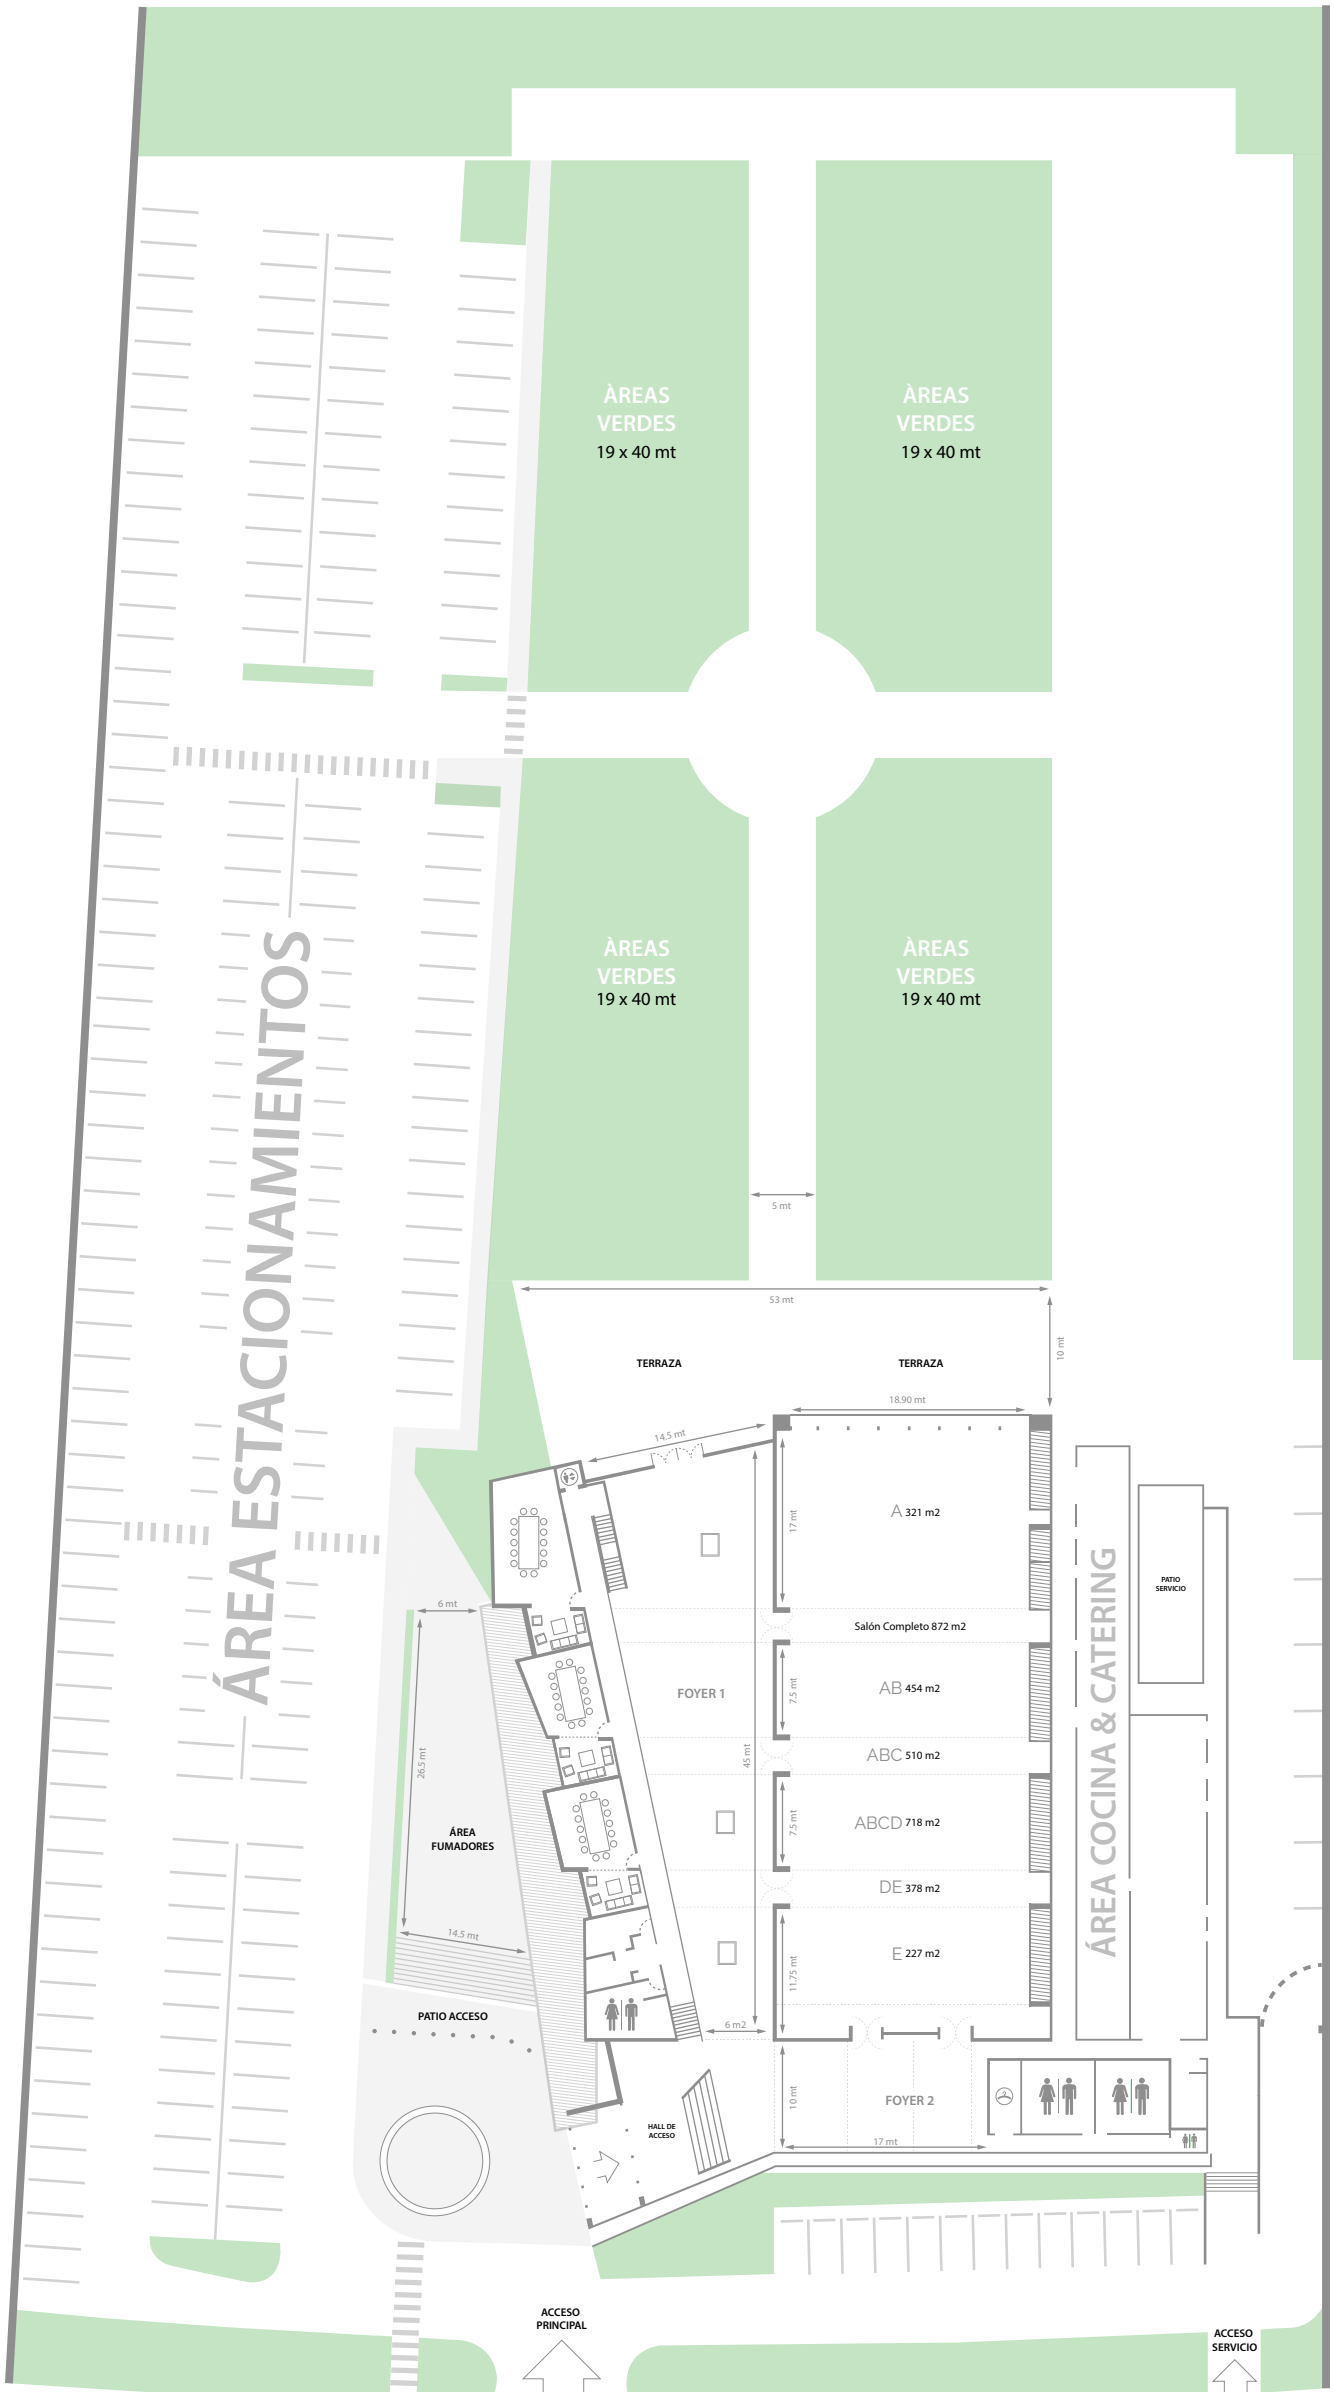 ÀREAS
VERDES
19 x 40 mt
ÀREAS
VERDES
19 x 40 mt
ÀREAS
VERDES
19 x 40 mt
ÀREAS
VERDES
19 x 40 mt
ÁREA ESTACIONAMIENTOS
5 mt
53 mt
10 mt
TERRAZA
TERRAZA
18.90 mt
14.5 mt
17 mt
A 321 m2
PATIO
SERVICIO
ÁREA COCINA & CATERING
6 mt
Salón Completo 872 m2
FOYER 1
7.5 mt
AB 454 m2
45 mt
ABC 510 m2
26.5 mt
7.5 mt
ABCD 718 m2
ÁREA
FUMADORES
DE 378 m2
14.5 mt
11.75 mt
E 227 m2
PATIO ACCESO
6 m2
10 mt
FOYER 2
17 mt
HALL DE
ACCESO
ACCESO
PRINCIPAL
ACCESO
SERVICIO